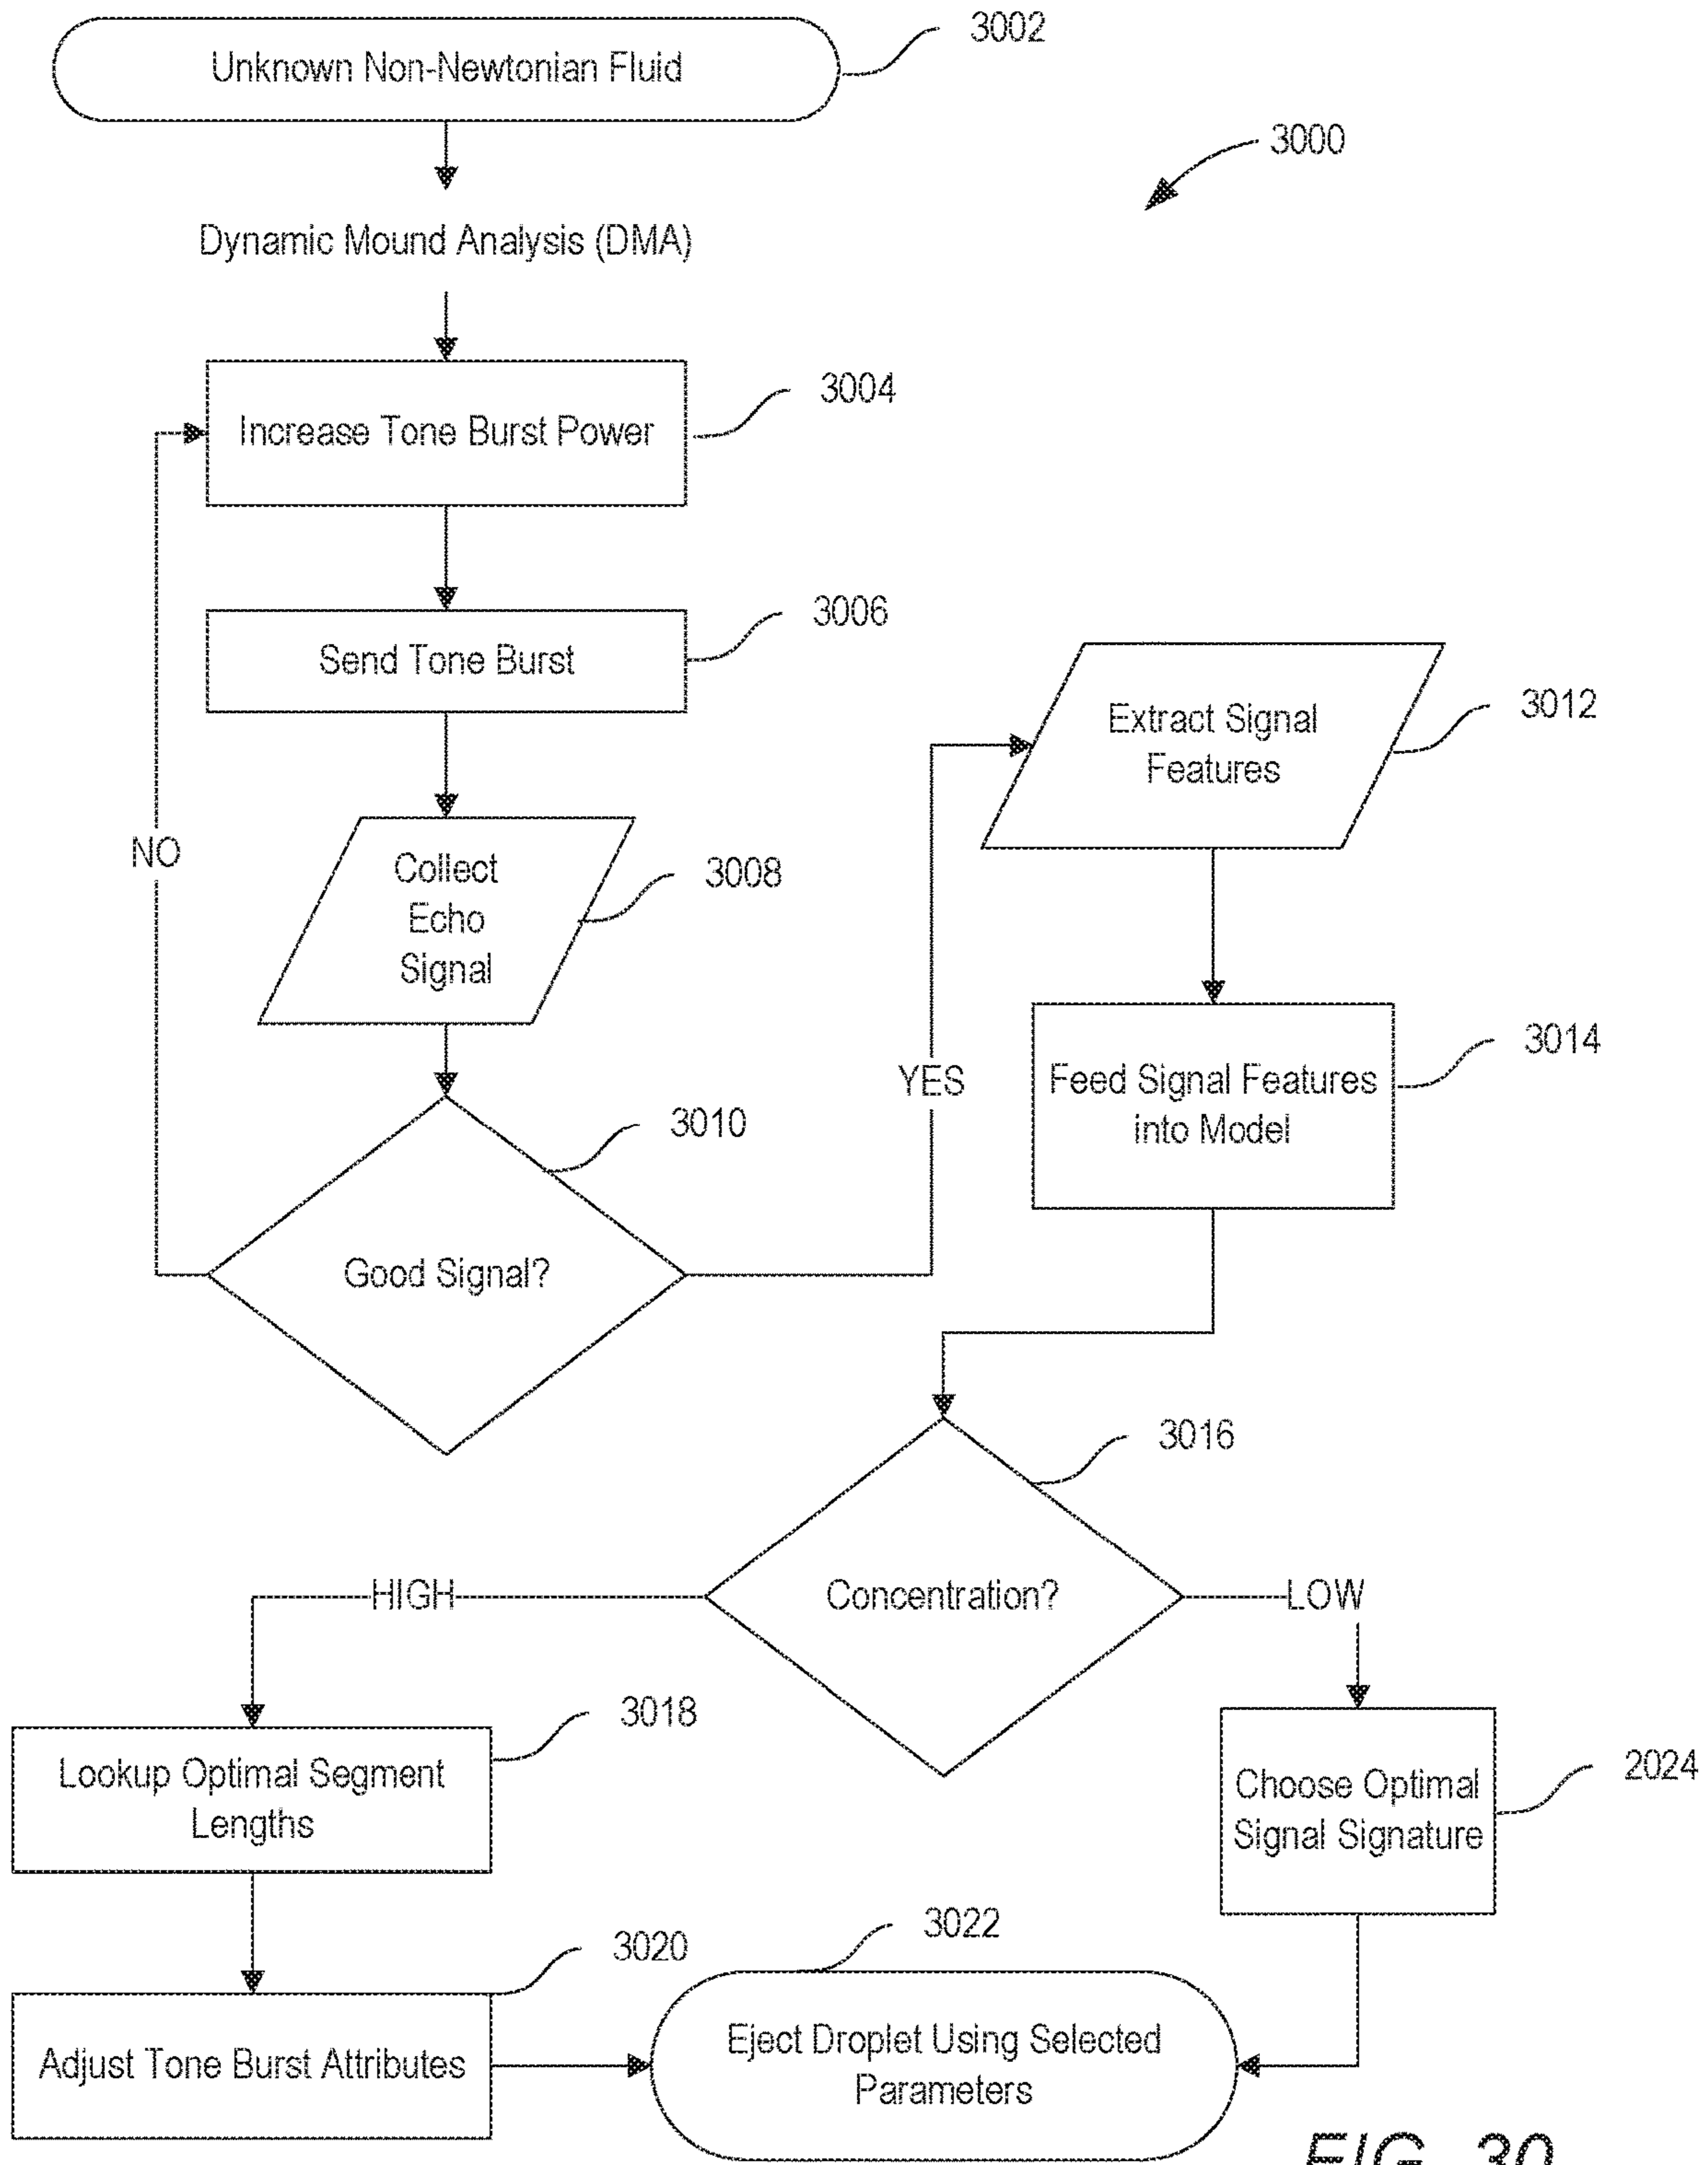 3002
Unknown Non-Newtonian Fluid
3000
Dynamic Mound Analysis (DMA)
3004
Increase Tone Burst Power
3006
Send Tone Burst
3012
Extract Signal
Features
NO
3008
Collect
Echo
Signal
3014
YES
Feed Signal Features
into Model
3010
Good Signal?
3016
HIGH
Concentration?
LOW
3018
Lookup Optimal Segment
Lengths
2024
Choose Optimal
Signal Signature
3022
3020
Eject Droplet Using Selected
Parameters
Adjust Tone Burst Attributes
FIG. 30